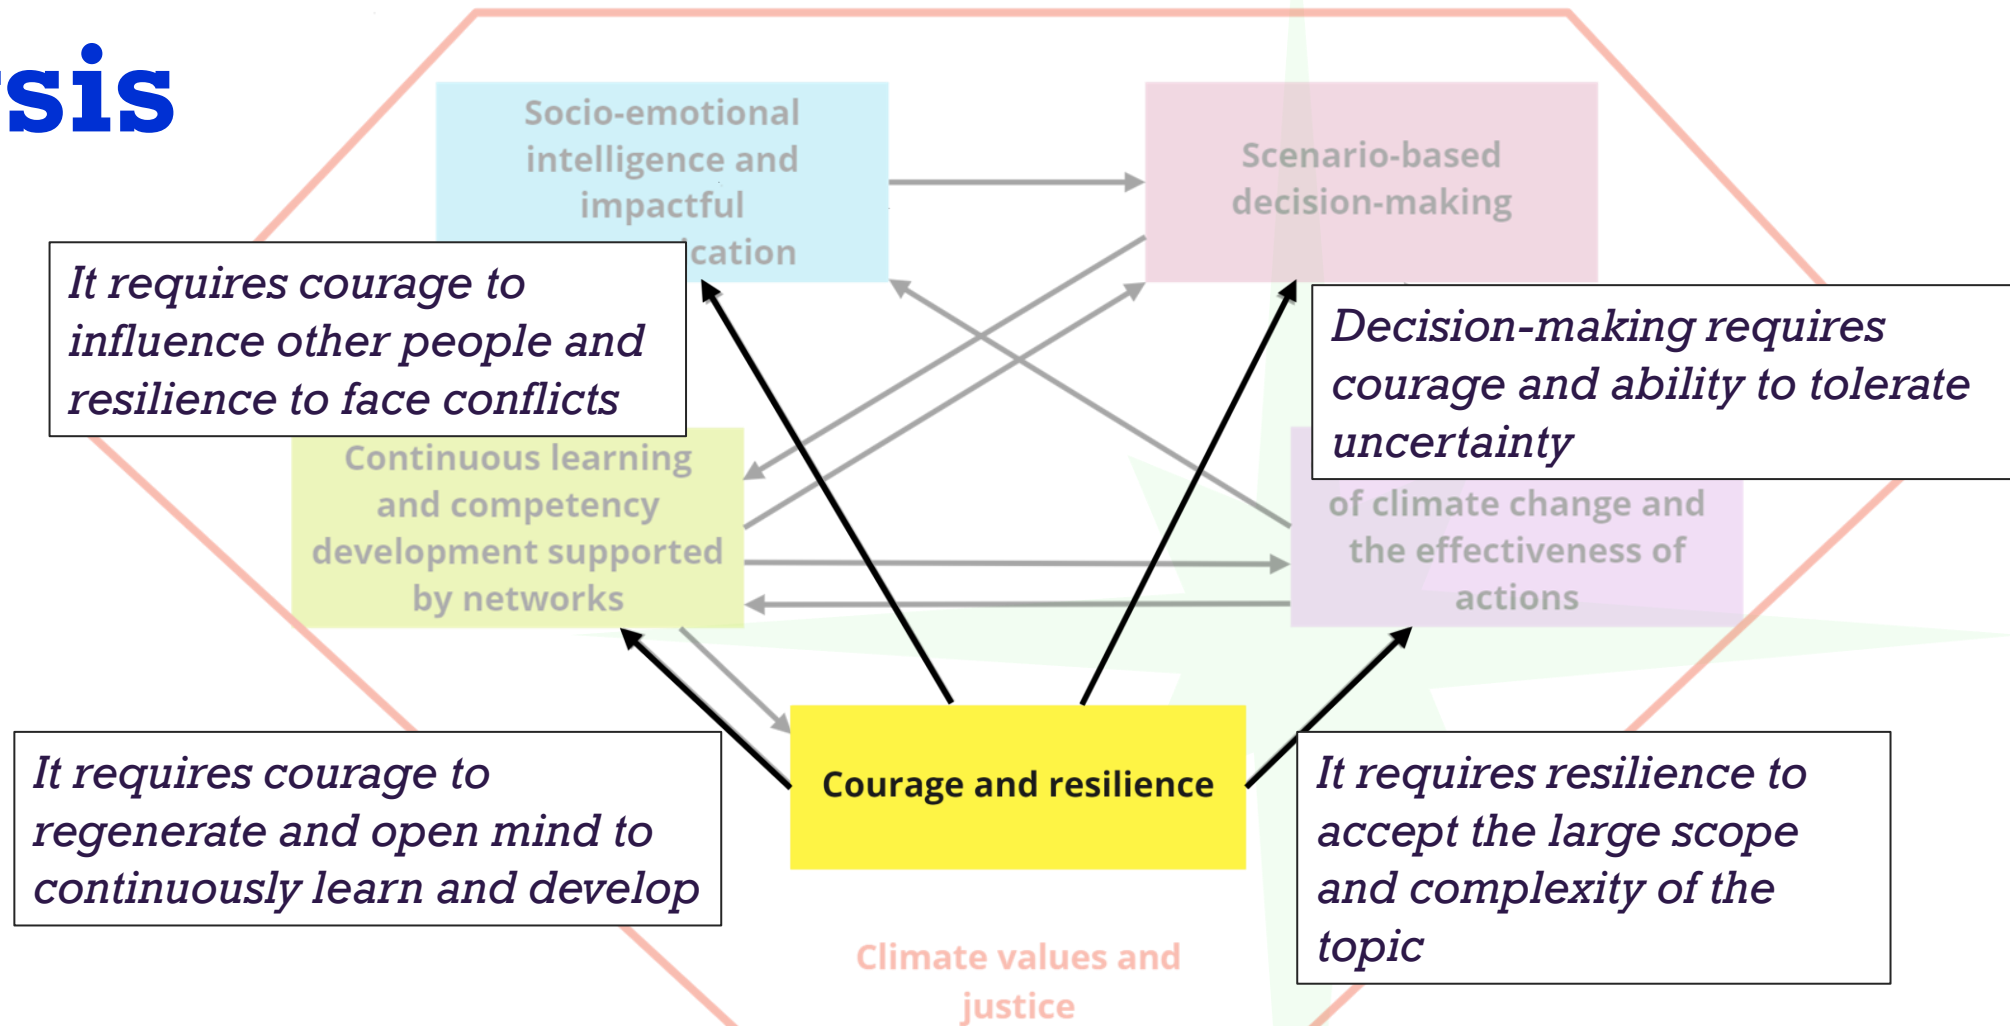 sis
Socio-emotional
intelligence and
impactful
cation
Scenario-based
decision-making
It requires courage to
influence other people and
resilience to face conflicts
Decision-making requires
courage and ability to tolerate
uncertainty
Continuous learning
and competency
development supported
by networks
of climate change and
the effectiveness of
actions
Courage and resilience
It requires courage to
regenerate and open mind to
continuously learn and develop
It requires resilience to
accept the large scope
and complexity of the
topic
Climate values and
justice